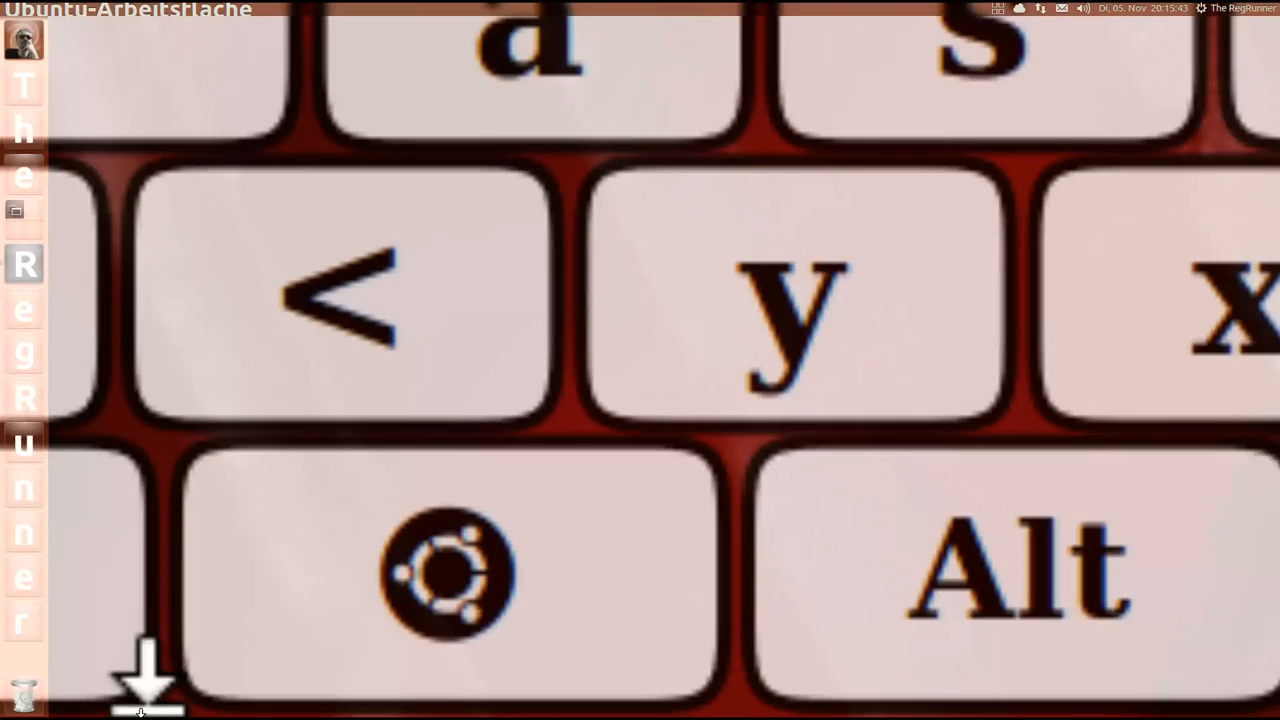 Ubuntu-Arbeitsfläche
Di, 05. Nov 20:15:43
The RegRunner
T
h
e
R
e
g
R
u
n
n
e
r
a
s
<
y
x
Alt